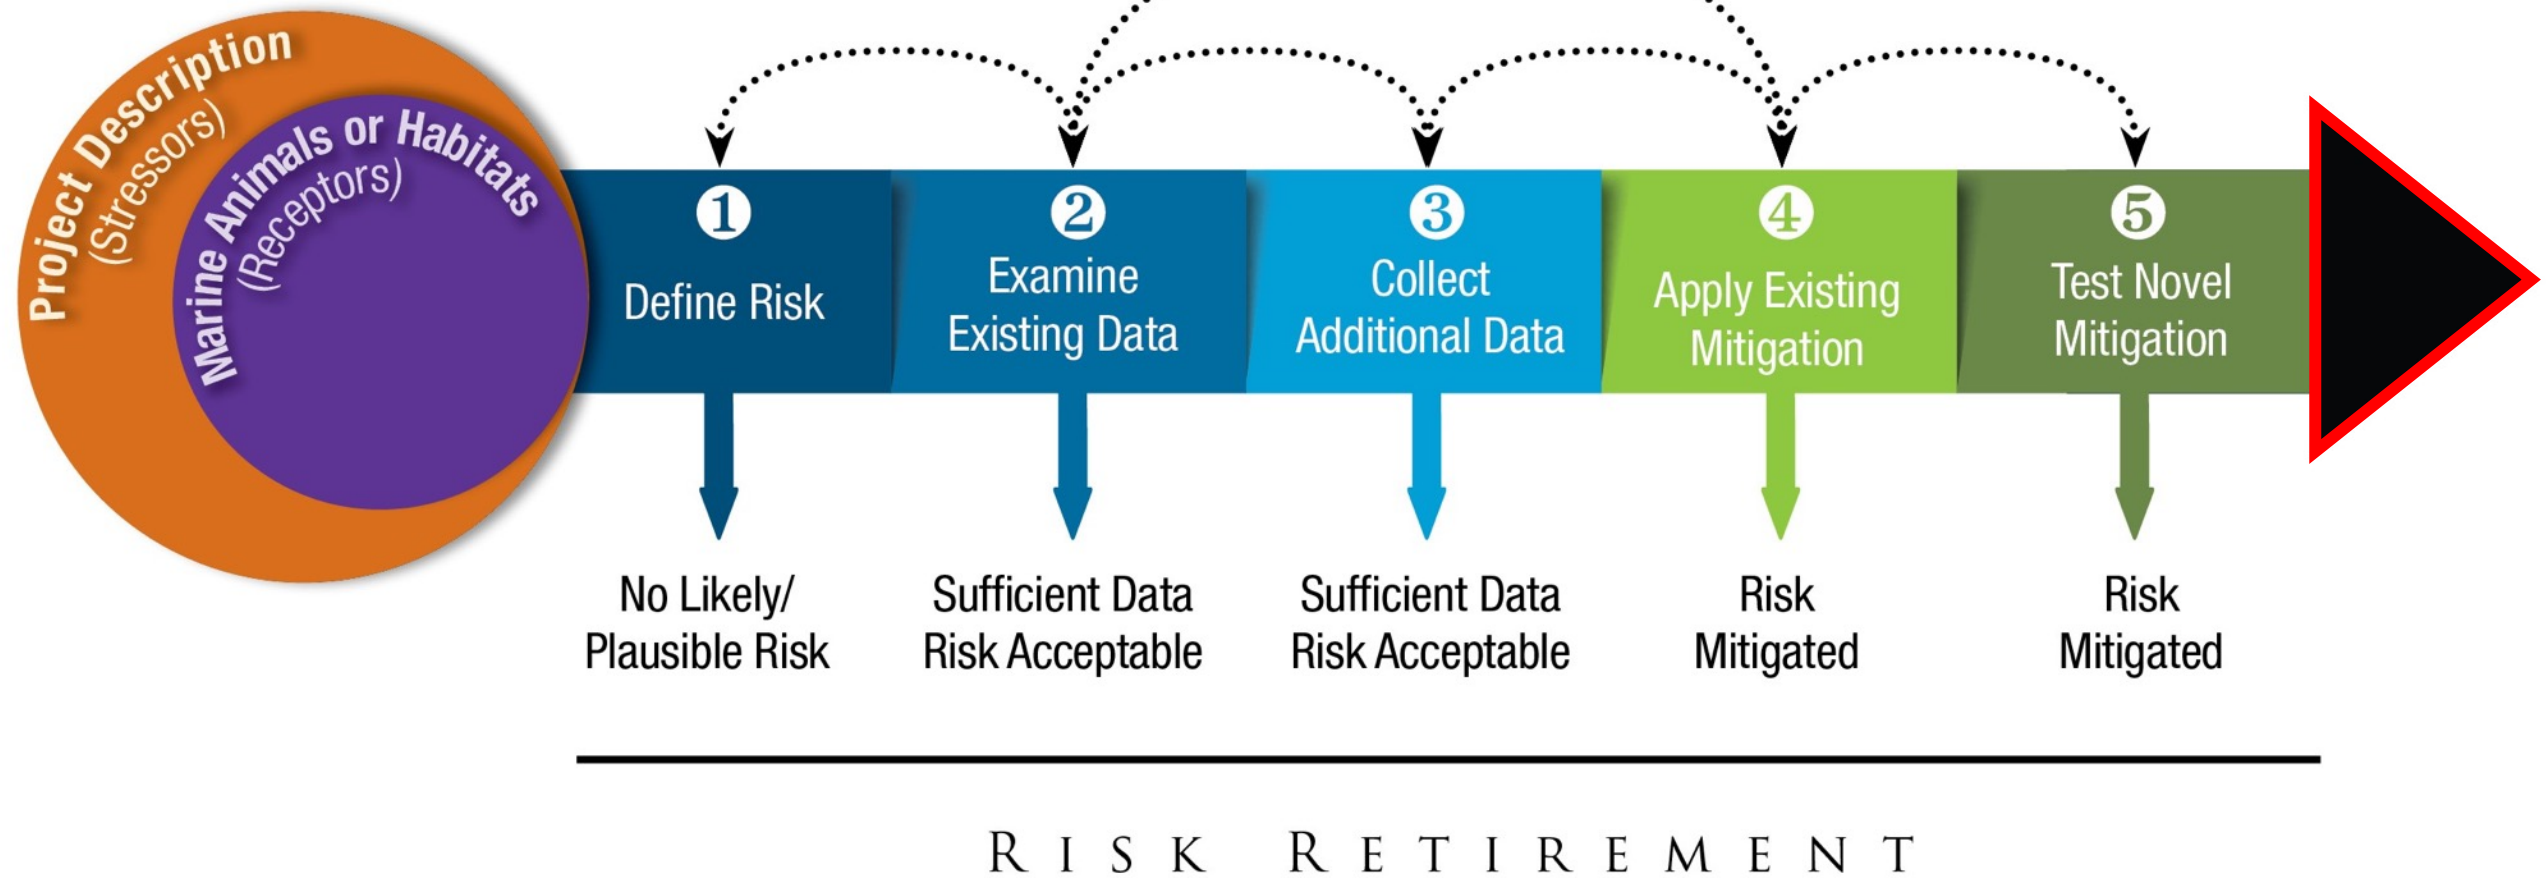 Project Description
(Stressors)
Marine Animals or Habitats
(Receptors)
1
Define Risk
2
Examine
Existing Data
3
Collect
Additional Data
4
Apply Existing
Mitigation
5
Test Novel
Mitigation
No Likely/
Plausible Risk
Sufficient Data
Risk Acceptable
Sufficient Data
Risk Acceptable
Risk
Mitigated
Risk
Mitigated
RISK RETIREMENT